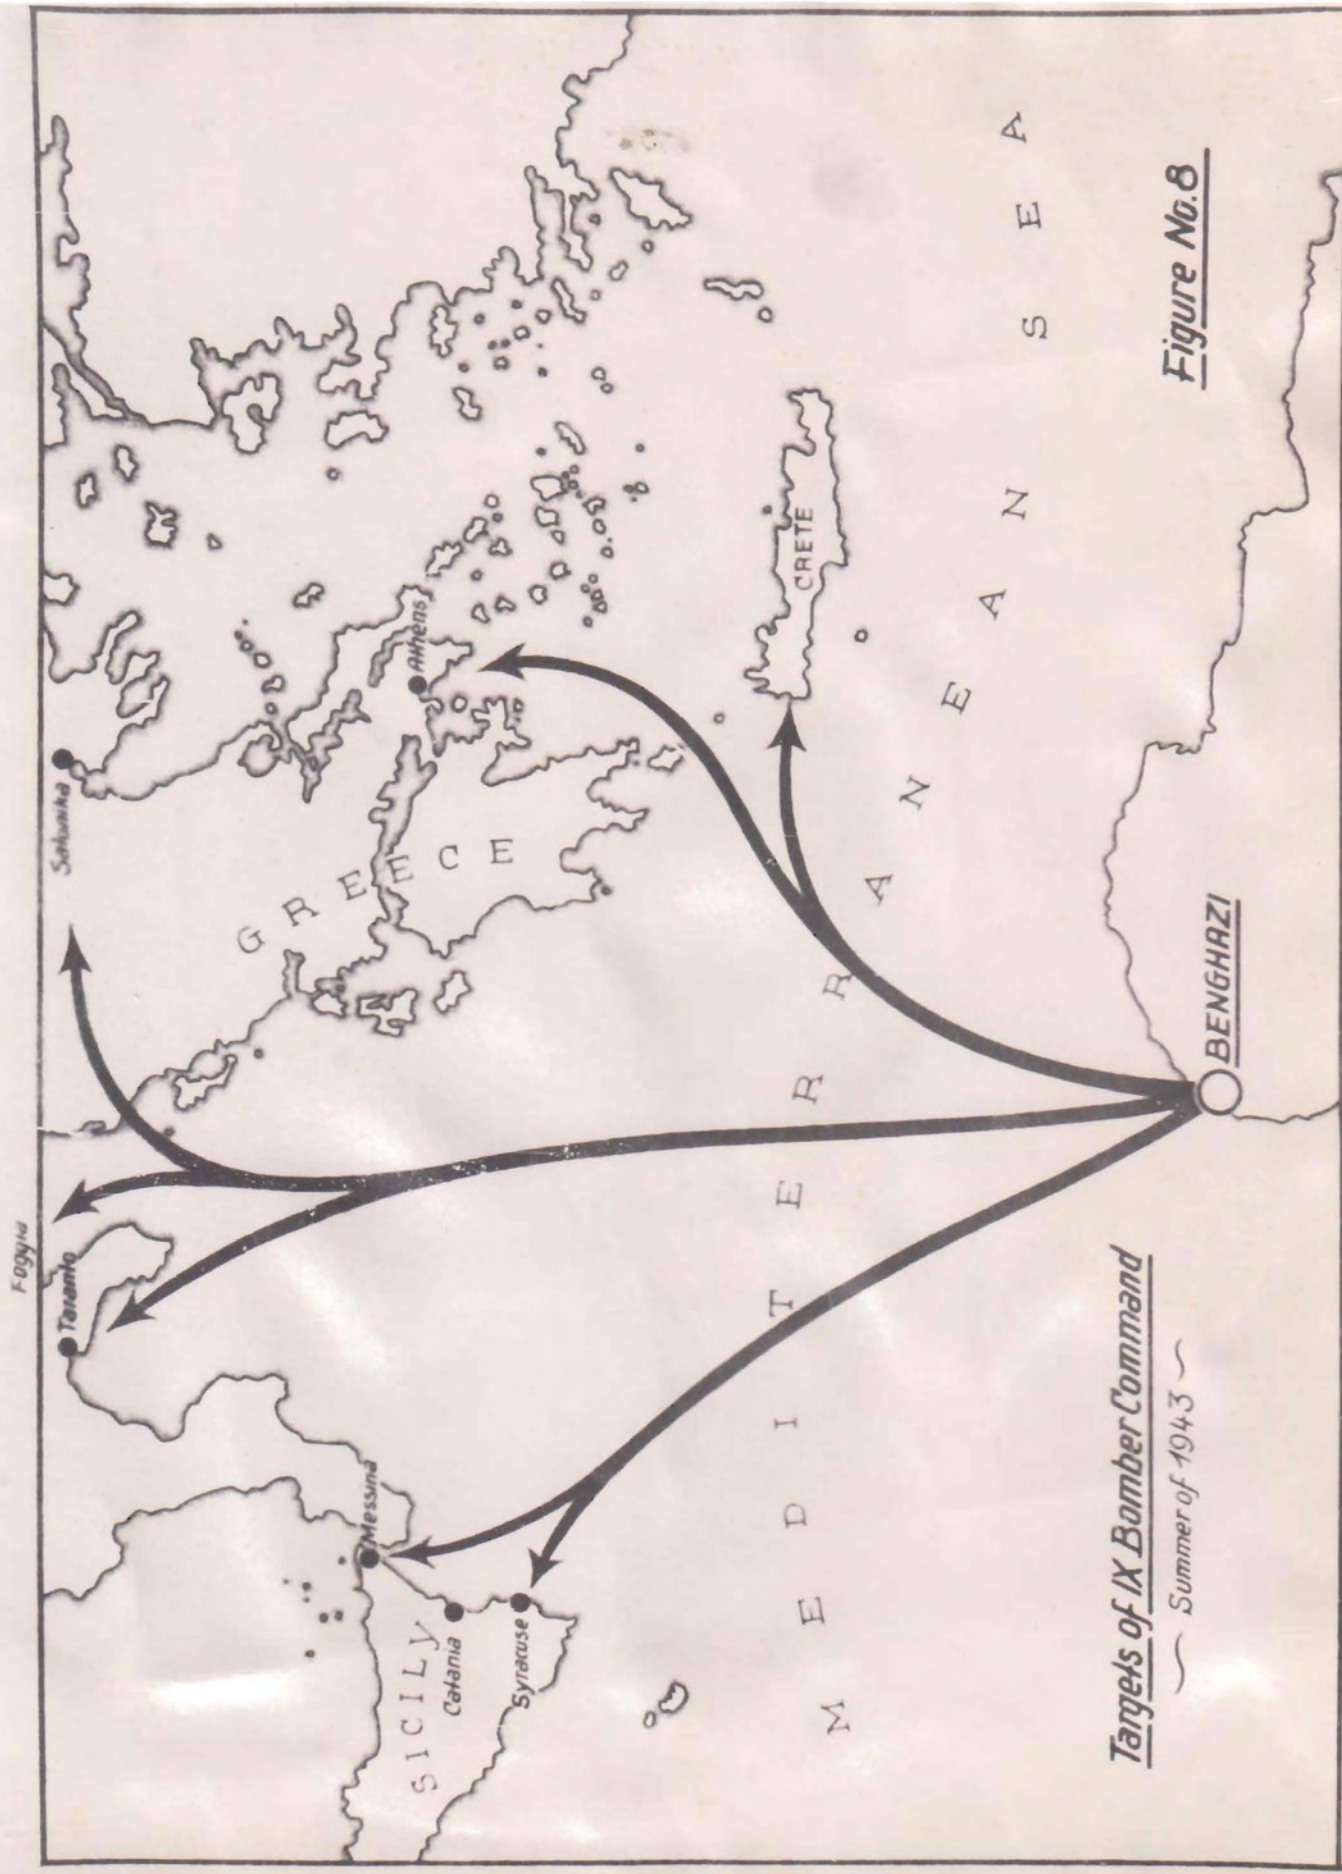 Foggia
Taranto
Salonika
GREECE
Messina
SICILY
Athens
Catania
Syracuse
CRETE
MEDITERRANEAN SEA
Targets of IX Bomber Command
Summer of 1943
BENGHAZI
Figure No.8